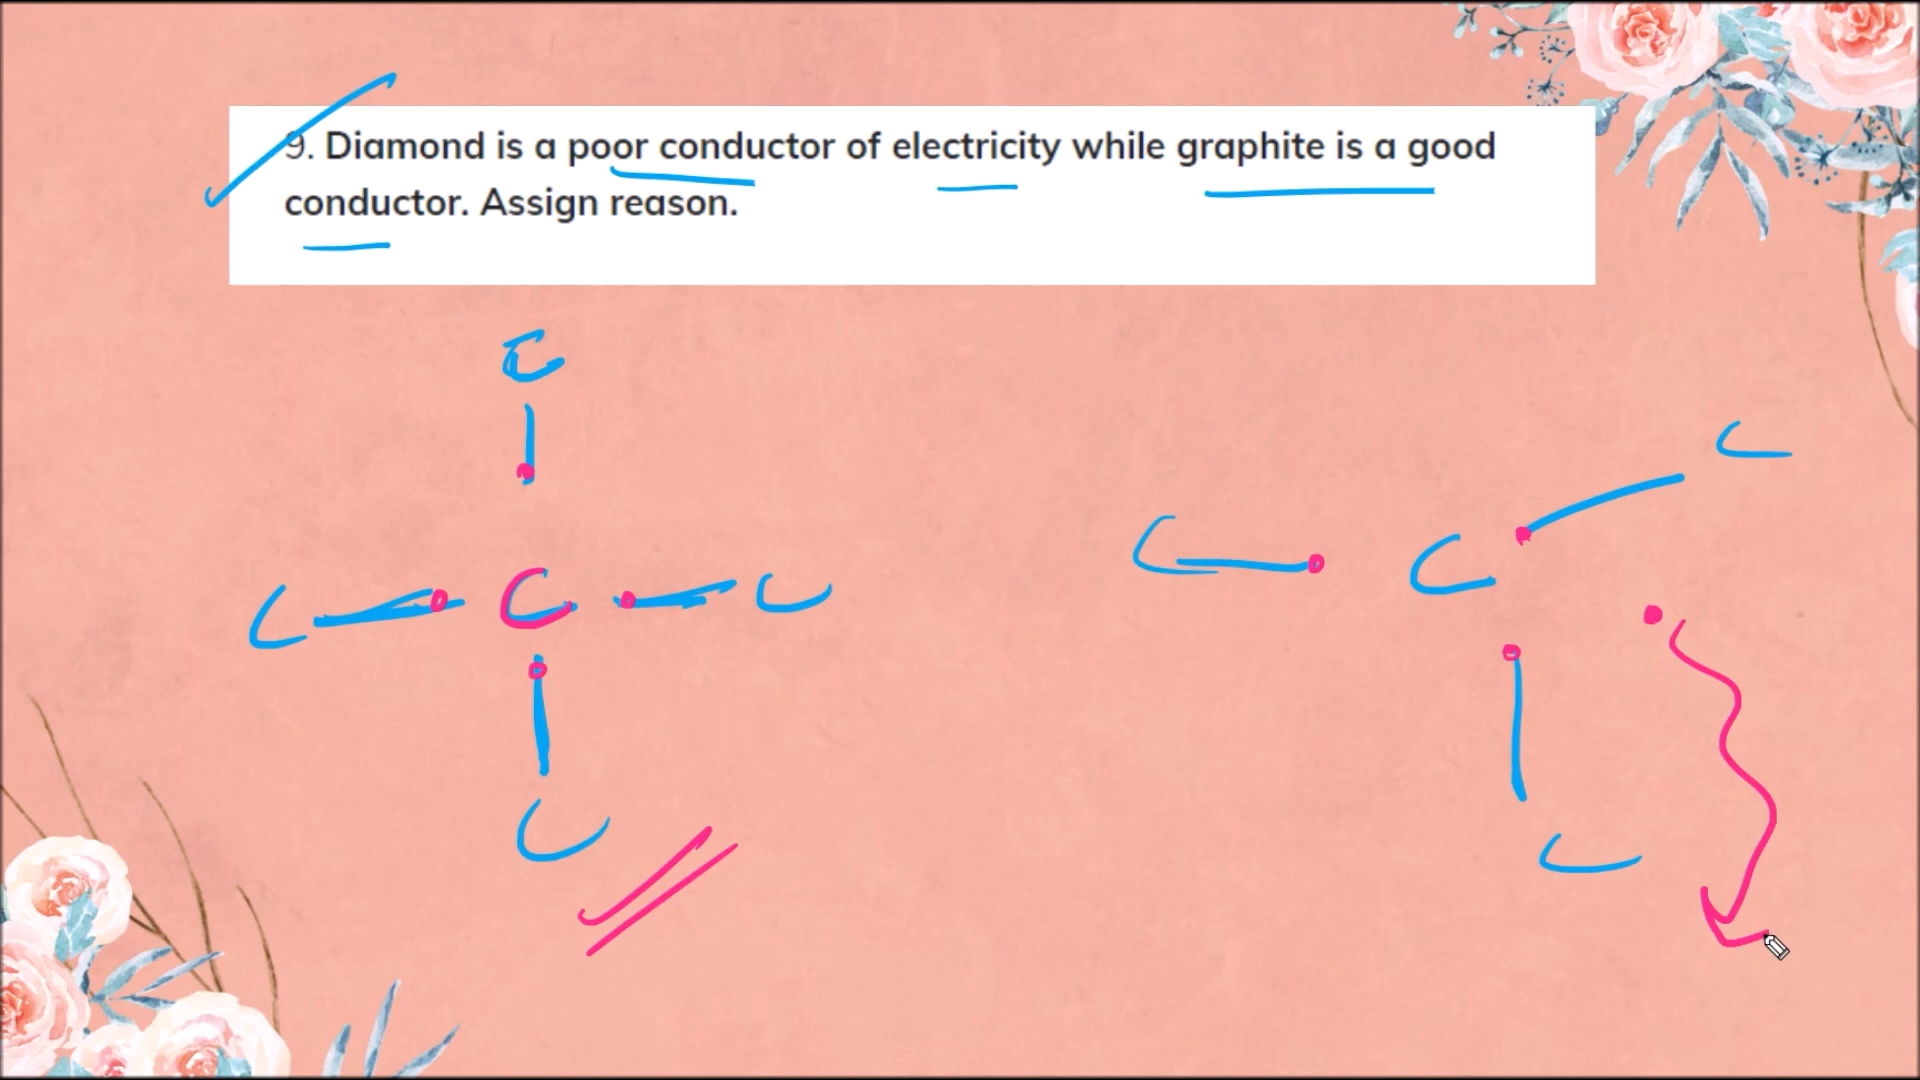 9. Diamond is a poor conductor of electricity while graphite is a good
conductor. Assign reason.
C
C
C C C
C C
C
C